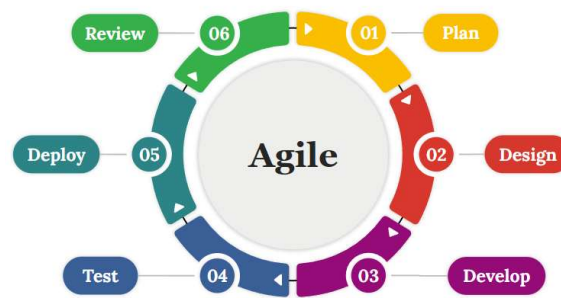 Review
06
01
Plan
Deploy
05
Agile
02
Design
Test
04
03
Develop